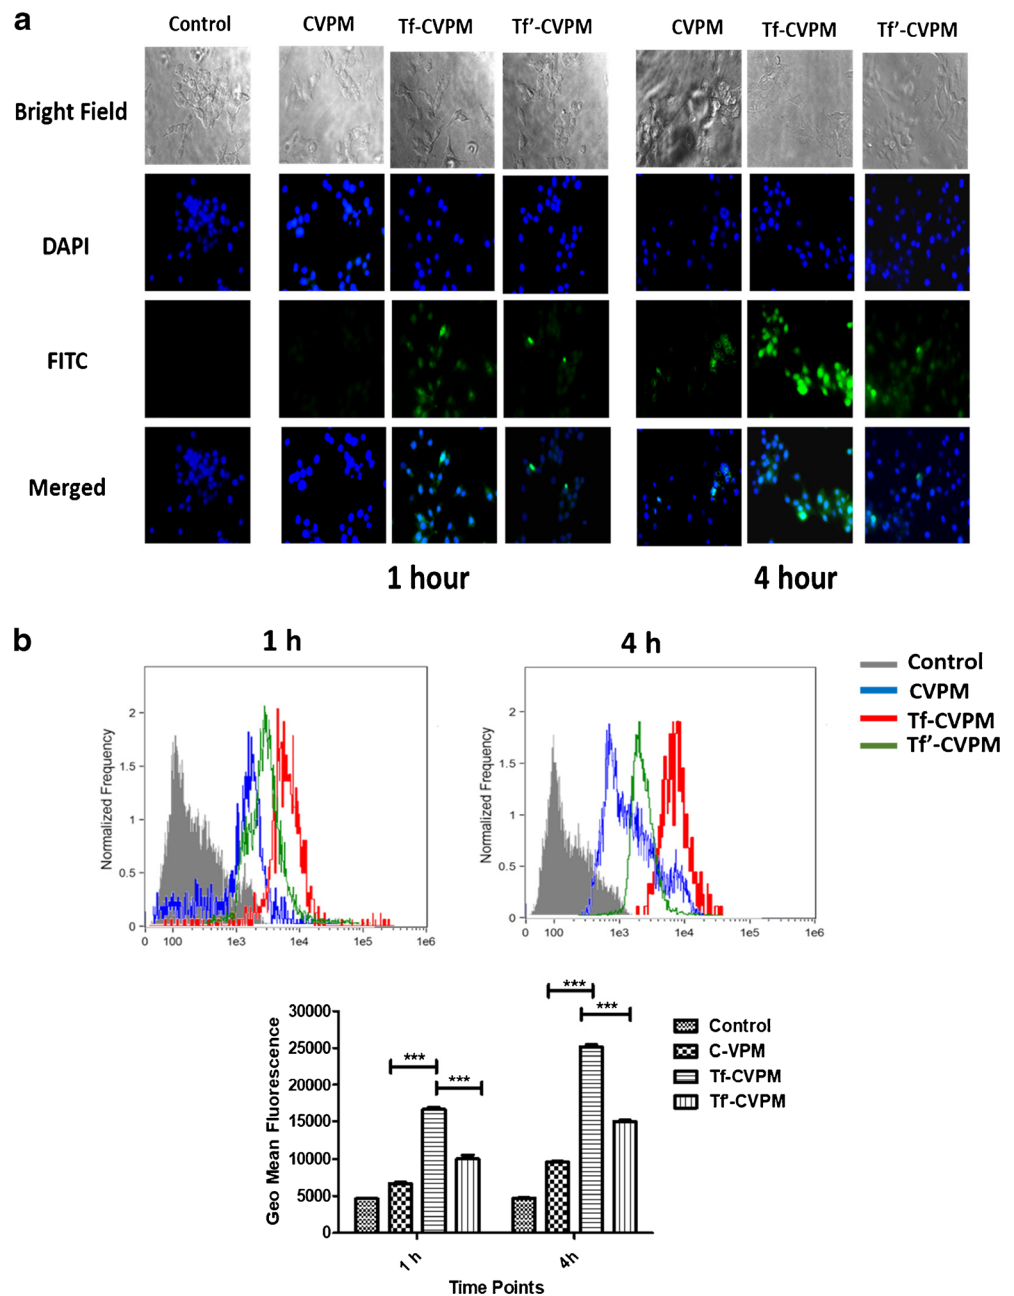 a
Control CVPM Tf-CVPM Tf’-CVPM CVPM Tf-CVPM Tf’-CVPM
Bright Field
DAPI
FITC
Merged
1 hour 4 hour
b
1 h 4 h
Normalized Frequency
2
1.5
1
0.5
0
0 100 1e3 1e4 1e5 1e6
Normalized Frequency
2
1.5
1
0.5
0
0 100 1e3 1e4 1e5 1e6
Control
CVPM
Tf-CVPM
Tf’-CVPM
Geo Mean Fluorescence
30000
25000
20000
15000
10000
5000
0
*** ***
*** ***
1 h 4h
Time Points
Control
C-VPM
Tf-CVPM
Tf'-CVPM